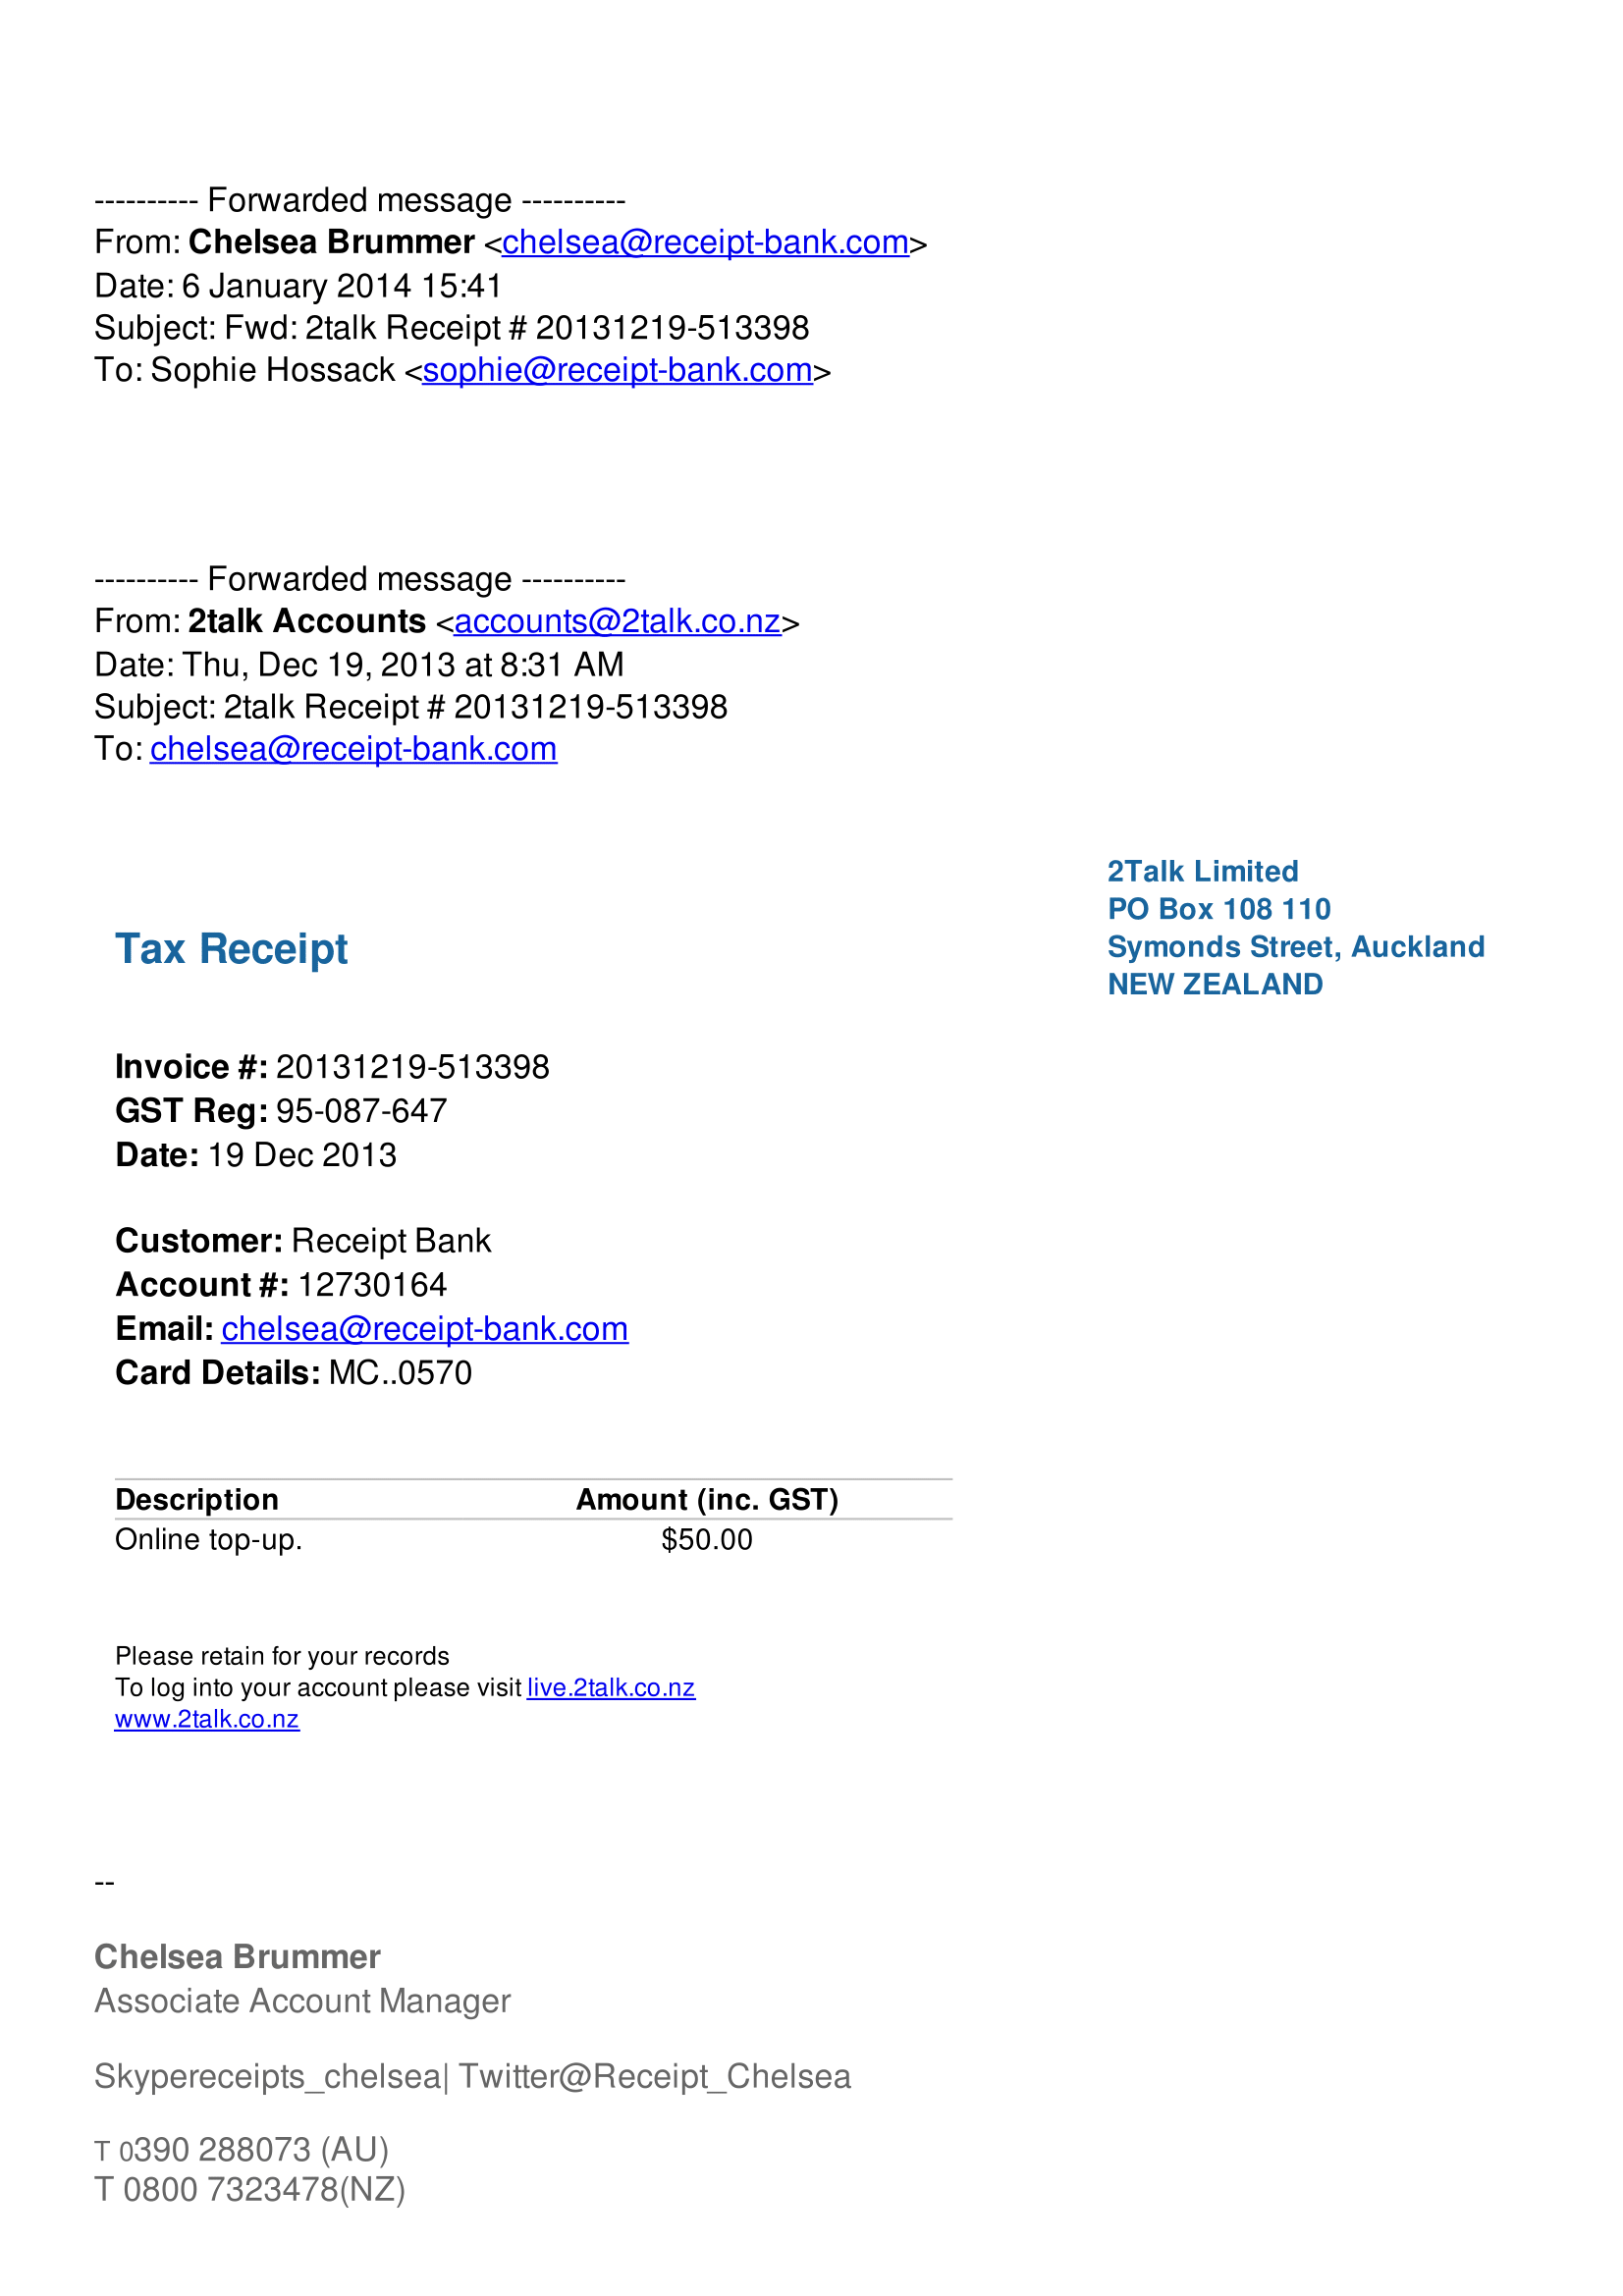 ---------- Forwarded message ----------
From: Chelsea Brummer <chelsea@receipt-bank.com>
Date: 6 January 2014 15:41
Subject: Fwd: 2talk Receipt # 20131219-513398
To: Sophie Hossack <sophie@receipt-bank.com>
---------- Forwarded message ----------
From: 2talk Accounts <accounts@2talk.co.nz>
Date: Thu, Dec 19, 2013 at 8:31 AM
Subject: 2talk Receipt # 20131219-513398
To: chelsea@receipt-bank.com
2Talk Limited
PO Box 108 110
Symonds Street, Auckland
NEW ZEALAND
Tax Receipt
Invoice #: 20131219-513398
GST Reg: 95-087-647
Date: 19 Dec 2013
Customer: Receipt Bank
Account #: 12730164
Email: chelsea@receipt-bank.com
Card Details: MC..0570
Description Amount (inc. GST)
Online top-up. $50.00
Please retain for your records
To log into your account please visit live.2talk.co.nz
www.2talk.co.nz
--
Chelsea Brummer
Associate Account Manager
Skypereceipts_chelsea| Twitter@Receipt_Chelsea
T 0390 288073 (AU)
T 0800 7323478(NZ)